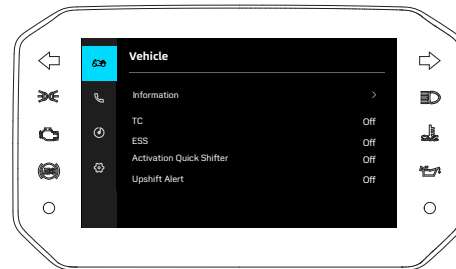 Vehicle
Information
TC Off
ESS Off
Activation Quick Shifter Off
Upshift Alert Off